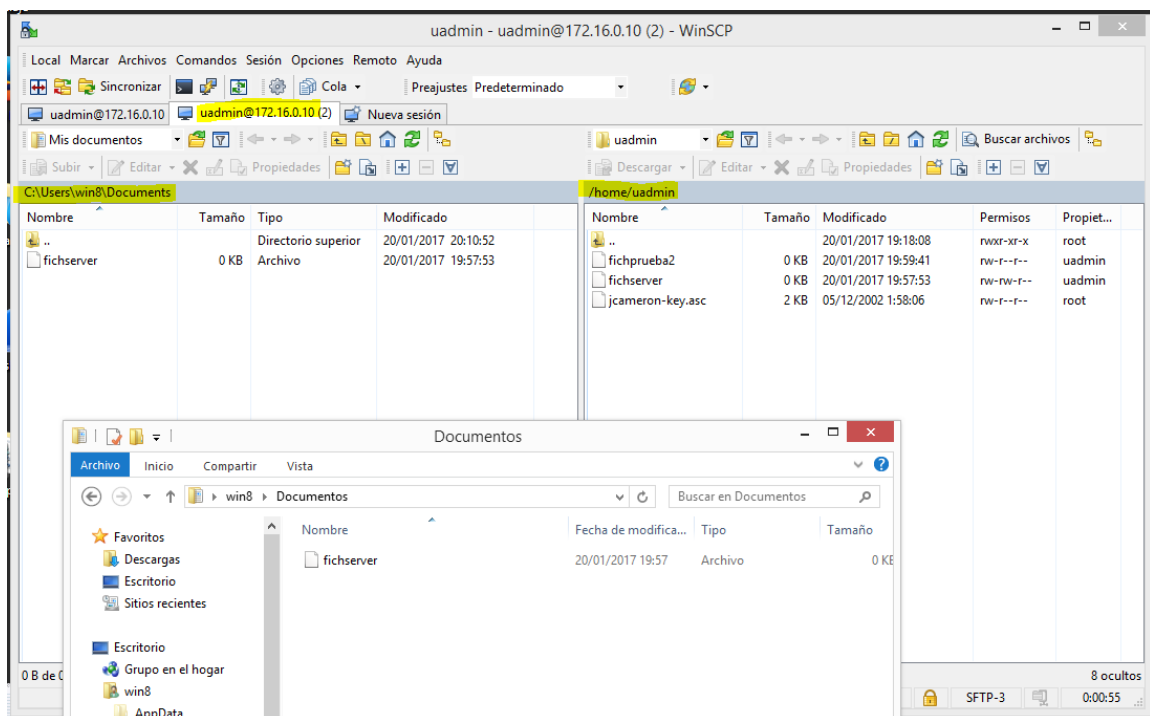 uadmin - uadmin@172.16.0.10 (2) - WinSCP
Local Marcar Archivos Comandos Sesión Opciones Remoto Ayuda
Sincronizar Cola Preajustes Predeterminado
uadmin@172.16.0.10 uadmin@172.16.0.10 (2) Nueva sesión
Mis documentos uadmin Buscar archivos
Subir Editar Propiedades Descargar Editar Propiedades
C:\Users\win8\Documents /home/uadmin
Nombre Tamaño Tipo Modificado Nombre Tamaño Modificado Permisos Propiet...
.. Directorio superior 20/01/2017 20:10:52 .. 20/01/2017 19:18:08 rwxr-xr-x root
fichserver 0 KB Archivo 20/01/2017 19:57:53 fichprueba2 0 KB 20/01/2017 19:59:41 rw-r--r-- uadmin
fichserver 0 KB 20/01/2017 19:57:53 rw-rw-r-- uadmin
jcameron-key.asc 2 KB 05/12/2002 1:58:06 rw-r--r-- root
Documentos
Archivo Inicio Compartir Vista
win8 Documentos Buscar en Documentos
Favoritos Nombre Fecha de modifica... Tipo Tamaño
Descargas fichserver 20/01/2017 19:57 Archivo 0 KB
Escritorio
Sitios recientes
Escritorio
Grupo en el hogar
win8
AppData
0 B de 8 ocultos
SFTP-3 0:00:55